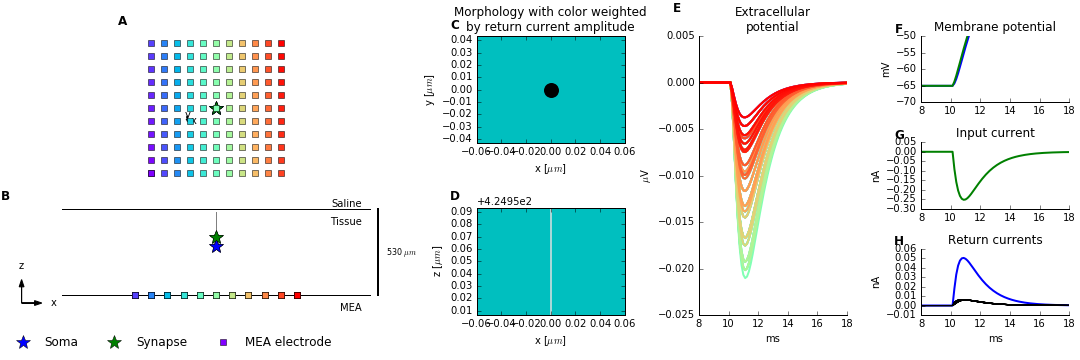 A
y
x
B
Saline
Tissue
530 μm
z
x
MEA
Soma
Synapse
MEA electrode
Morphology with color weighted
by return current amplitude
C
0.04
0.03
0.02
0.01
0.00
−0.01
−0.02
−0.03
−0.04
y [μm]
−0.06 −0.04 −0.02 0.00 0.02 0.04 0.06
x [μm]
D
+4.2495e2
0.09
0.08
0.07
0.06
0.05
0.04
0.03
0.02
0.01
z [μm]
−0.06 −0.04 −0.02 0.00 0.02 0.04 0.06
x [μm]
E
Extracellular
potential
0.005
0.000
−0.005
−0.010
−0.015
−0.020
−0.025
μV
8 10 12 14 16 18
ms
F
Membrane potential
−50
−55
−60
−65
−70
mV
8 10 12 14 16 18
G
Input current
0.05
0.00
−0.05
−0.10
−0.15
−0.20
−0.25
−0.30
nA
8 10 12 14 16 18
H
Return currents
0.06
0.05
0.04
0.03
0.02
0.01
0.00
−0.01
nA
8 10 12 14 16 18
ms